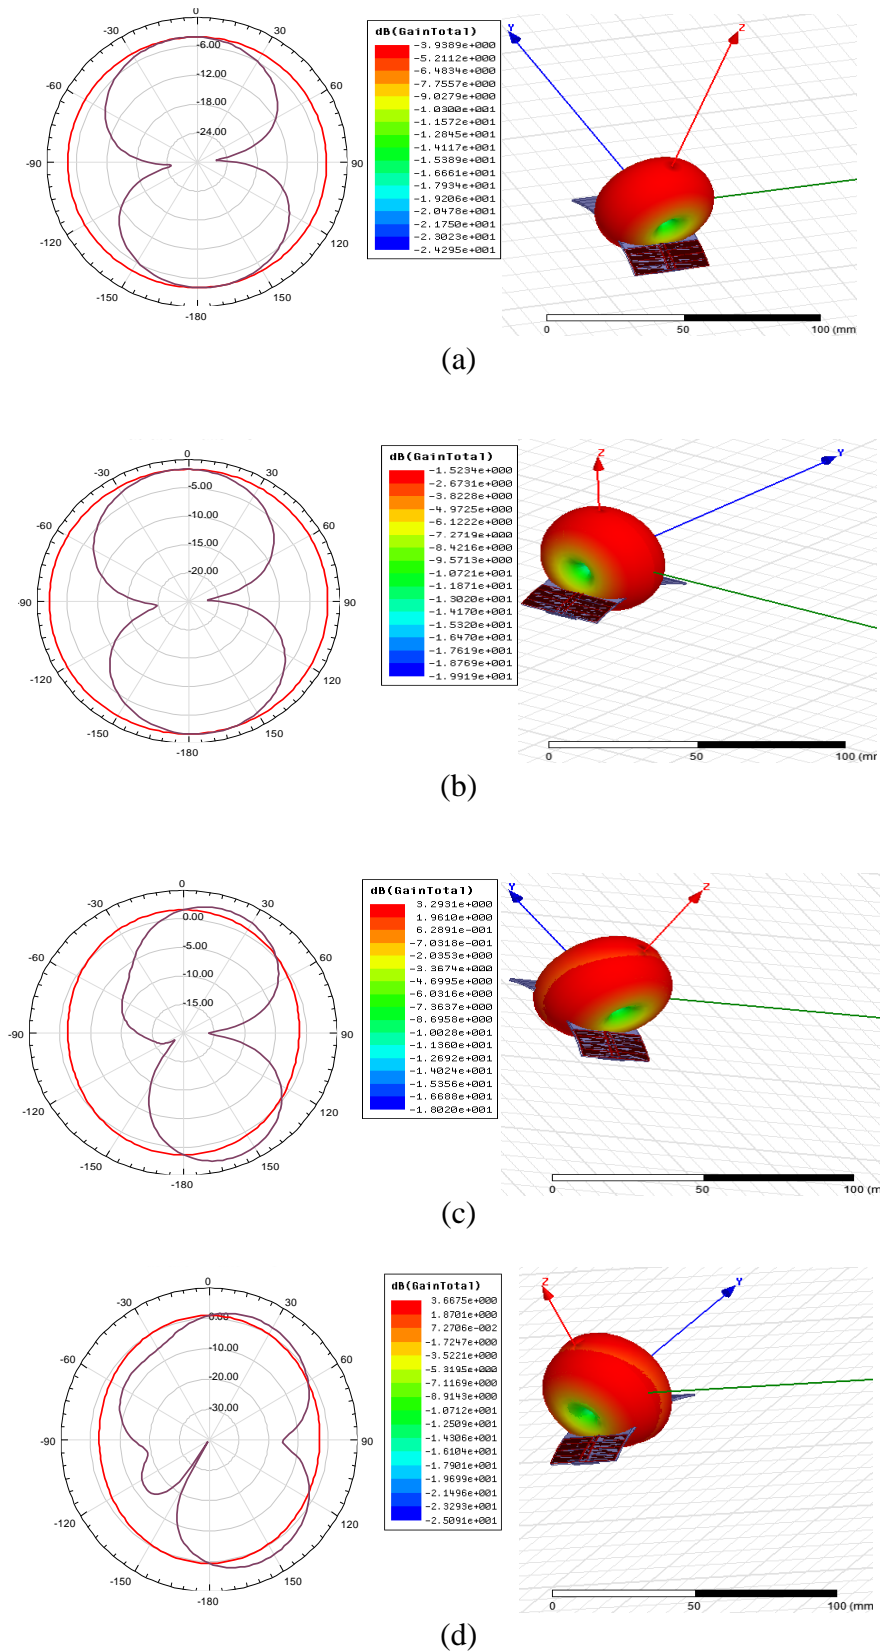 0
-30
30
-6.00
-60
60
-12.00
-18.00
-24.00
-90
90
-120
120
-150
150
-180
dB(GainTotal)
-3.9389e+000
-5.2112e+000
-6.4834e+000
-7.7557e+000
-9.0279e+000
-1.0300e+001
-1.1572e+001
-1.2845e+001
-1.4117e+001
-1.5389e+001
-1.6661e+001
-1.7934e+001
-1.9206e+001
-2.0478e+001
-2.1750e+001
-2.3023e+001
-2.4295e+001
Y
Z
0
50
100 (mm
(a)
0
-30
30
-5.00
-60
60
-10.00
-15.00
-20.00
-90
90
-120
120
-150
150
-180
dB(GainTotal)
-1.5234e+000
-2.6731e+000
-3.8228e+000
-4.9725e+000
-6.1222e+000
-7.2719e+000
-8.4216e+000
-9.5713e+000
-1.0721e+001
-1.1871e+001
-1.3020e+001
-1.4170e+001
-1.5320e+001
-1.6470e+001
-1.7619e+001
-1.8769e+001
-1.9919e+001
Z
Y
0
50
100 (mr
(b)
0
-30
30
0.00
-60
60
-5.00
-10.00
-15.00
-90
90
-120
120
-150
150
-180
dB(GainTotal)
3.2931e+000
1.9610e+000
6.2891e-001
-7.0318e-001
-2.0353e+000
-3.3674e+000
-4.6995e+000
-6.0316e+000
-7.3637e+000
-8.6958e+000
-1.0028e+001
-1.1360e+001
-1.2692e+001
-1.4024e+001
-1.5356e+001
-1.6688e+001
-1.8020e+001
Y
Z
0
50
100 (m
(c)
0
-30
30
0.00
-60
60
-10.00
-20.00
-30.00
-90
90
-120
120
-150
150
-180
dB(GainTotal)
3.6675e+000
1.8701e+000
7.2706e-002
-1.7247e+000
-3.5221e+000
-5.3195e+000
-7.1169e+000
-8.9143e+000
-1.0712e+001
-1.2509e+001
-1.4306e+001
-1.6104e+001
-1.7901e+001
-1.9699e+001
-2.1496e+001
-2.3293e+001
-2.5091e+001
Z
Y
0
50
100 (mm
(d)